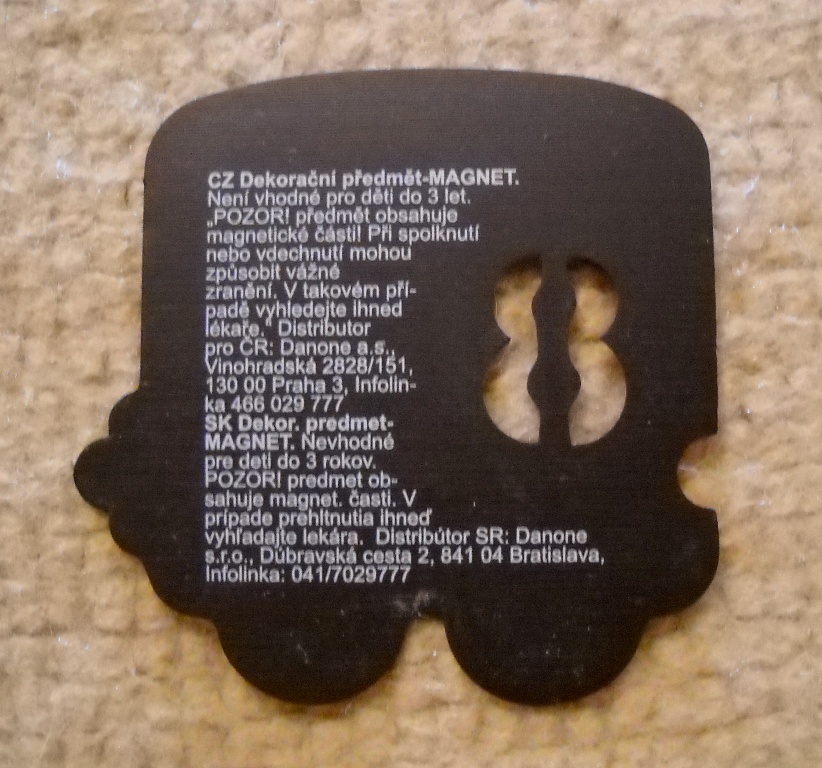 CZ Dekorační předmět-MAGNET.
Není vhodné pro děti do 3 let.
„POZOR! předmět obsahuje
magnetické části! Při spolknutí
nebo vdechnutí mohou
způsobit vážné
zranění. V takovém pří-
padě vyhledejte ihned
lékaře." Distributor
pro ČR: Danone a.s.,
Vinohradská 2828/151,
130 00 Praha 3, Infolin-
ka 466 029 777
SK Dekor. predmet-
MAGNET. Nevhodné
pre deti do 3 rokov.
POZOR! predmet ob-
sahuje magnet. časti. V
prípade prehltnutia ihneď
vyhľadajte lekára. Distribútor SR: Danone
s.r.o., Dúbravská cesta 2, 841 04 Bratislava,
Infolinka: 041/7029777